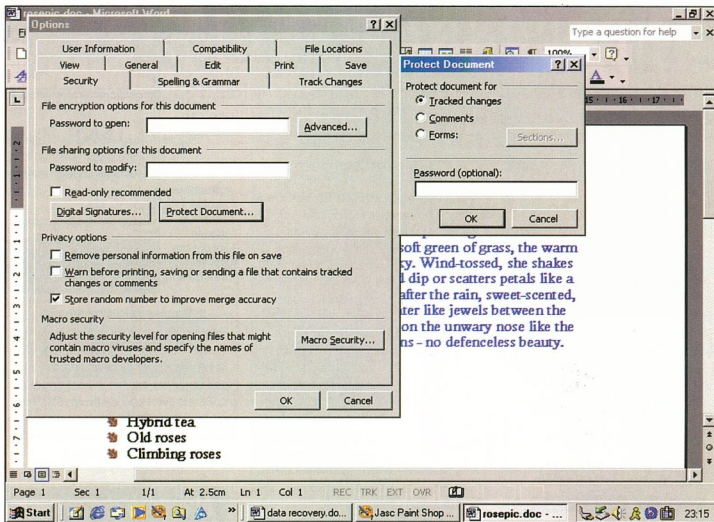 rosepic.doc - Microsoft Word
Options
Type a question for help
User Information Compatibility File Locations
View General Edit Print Save
Security Spelling & Grammar Track Changes
100%
File encryption options for this document
Password to open:
Advanced...
File sharing options for this document
Password to modify:
Read-only recommended
Digital Signatures... Protect Document...
Privacy options
Remove personal information from this file on save
Warn before printing, saving or sending a file that contains tracked
changes or comments
Store random number to improve merge accuracy
Macro security
Adjust the security level for opening files that might
contain macro viruses and specify the names of
trusted macro developers.
Macro Security...
OK Cancel
Protect Document
Protect document for
Tracked changes
Comments
Forms:
Sections...
Password (optional):
OK Cancel
15 16 17
soft green of grass, the warm
ky. Wind-tossed, she shakes
l dip or scatters petals like a
after the rain, sweet-scented,
ter like jewels between the
on the unwary nose like the
ns - no defenceless beauty.
Hybrid tea
Old roses
Climbing roses
Page 1 Sec 1 1/1 At 2.5cm Ln 1 Col 1 REC TRK EXT OVR
Start data recovery.do... Jasc Paint Shop ... rosepic.doc - ... 23:15